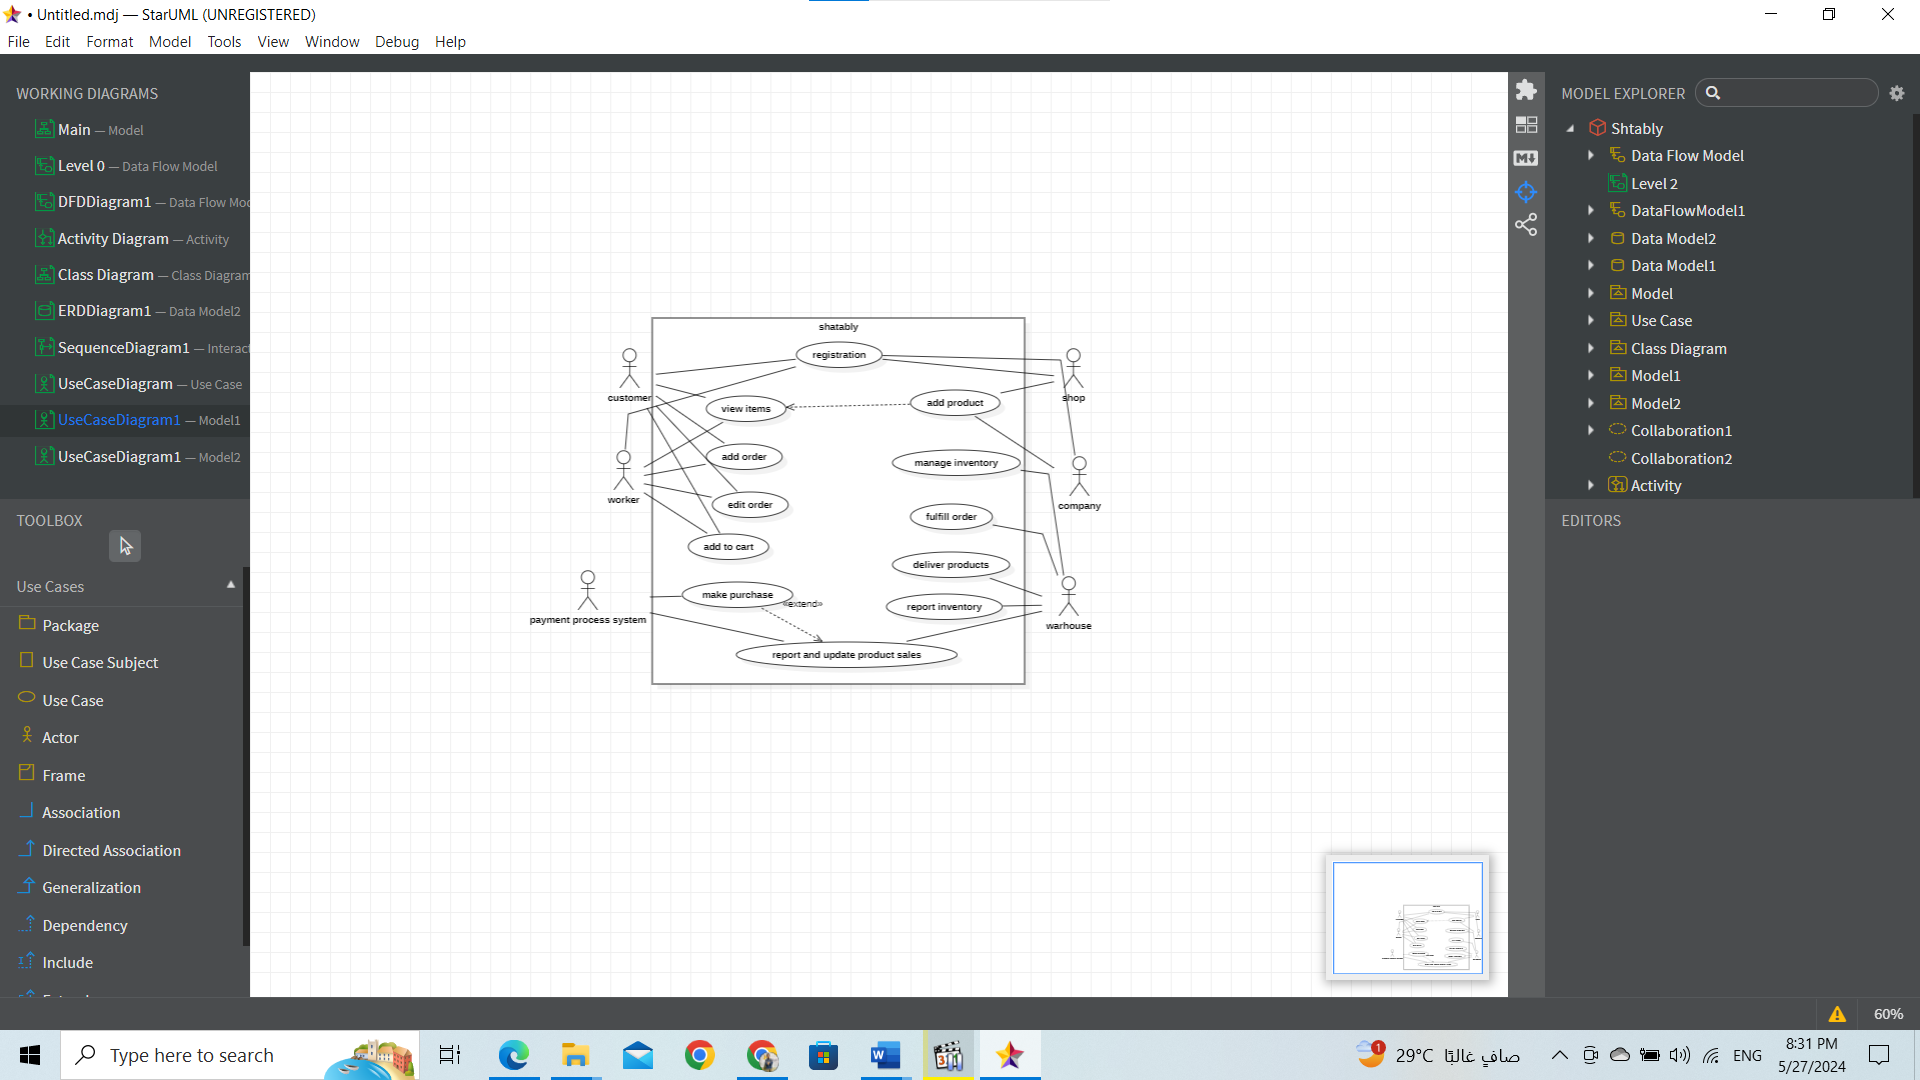 • Untitled.mdj — StarUML (UNREGISTERED)
File Edit Format Model Tools View Window Debug Help
WORKING DIAGRAMS
Main — Model
Level 0 — Data Flow Model
DFDDiagram1 — Data Flow Mod
Activity Diagram — Activity
Class Diagram — Class Diagram
ERDDiagram1 — Data Model2
SequenceDiagram1 — Interact
UseCaseDiagram — Use Case
UseCaseDiagram1 — Model1
UseCaseDiagram1 — Model2
TOOLBOX
Use Cases
Package
Use Case Subject
Use Case
Actor
Frame
Association
Directed Association
Generalization
Dependency
Include
shatably
registration
customer
shop
view items
add product
add order
manage inventory
worker
edit order
company
fulfill order
add to cart
deliver products
make purchase
«extend»
report inventory
payment process system
warhouse
report and update product sales
MODEL EXPLORER
Shtably
Data Flow Model
Level 2
DataFlowModel1
Data Model2
Data Model1
Model
Use Case
Class Diagram
Model1
Model2
Collaboration1
Collaboration2
Activity
EDITORS
60%
Type here to search
1
29°C صافٍ غالبًا
ENG
8:31 PM
5/27/2024